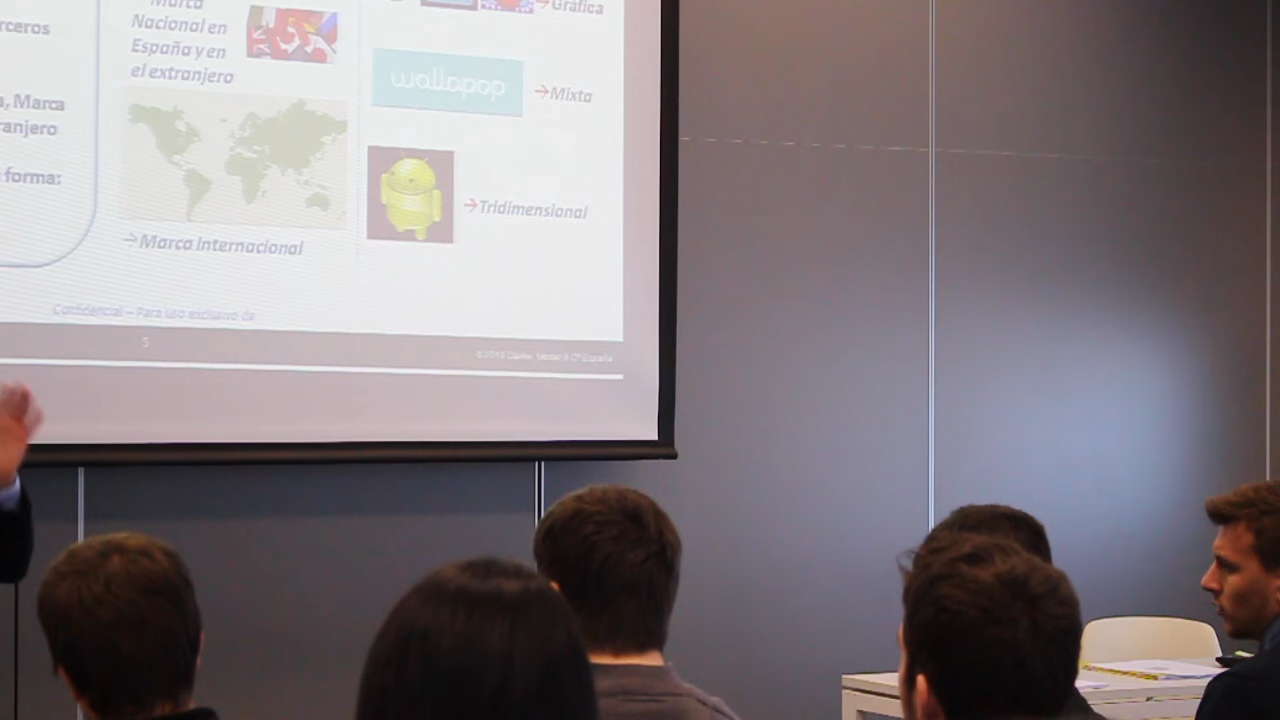 rceros
a, Marca
ranjero
forma:
Marca
Nacional en
España y en
el extranjero
→Marca Internacional
→Gráfica
wallapop
→Mixta
→Tridimensional
Confidencial – Para uso exclusivo de
5